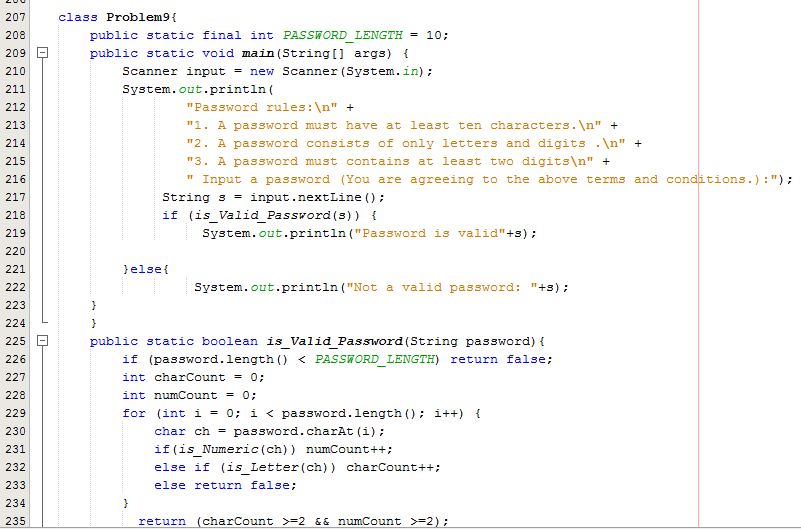 207 class Problem9{
208 public static final int PASSWORD_LENGTH = 10;
209 public static void main(String[] args) {
210 Scanner input = new Scanner(System.in);
211 System.out.println(
212 "Password rules:\n" +
213 "1. A password must have at least ten characters.\n" +
214 "2. A password consists of only letters and digits .\n" +
215 "3. A password must contains at least two digits\n" +
216 " Input a password (You are agreeing to the above terms and conditions.):");
217 String s = input.nextLine();
218 if (is_Valid_Password(s)) {
219 System.out.println("Password is valid"+s);
220
221 }else{
222 System.out.println("Not a valid password: "+s);
223 }
224 }
225 public static boolean is_Valid_Password(String password){
226 if (password.length() < PASSWORD_LENGTH) return false;
227 int charCount = 0;
228 int numCount = 0;
229 for (int i = 0; i < password.length(); i++) {
230 char ch = password.charAt(i);
231 if(is_Numeric(ch)) numCount++;
232 else if (is_Letter(ch)) charCount++;
233 else return false;
234 }
235 return (charCount >=2 && numCount >=2);